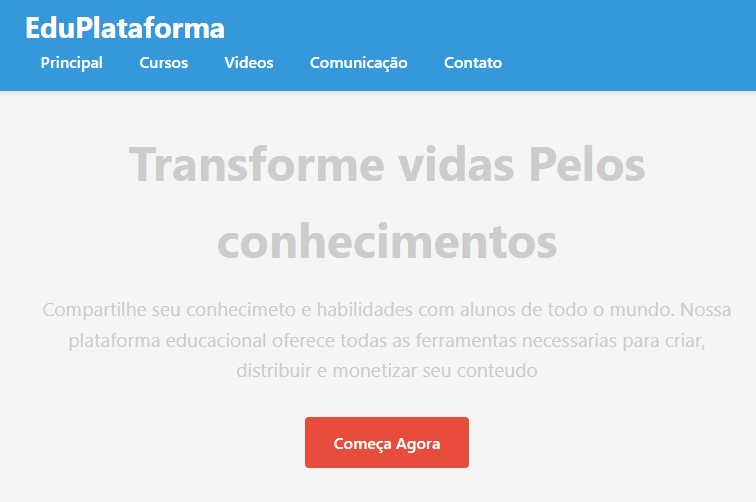 EduPlataforma
Principal Cursos Videos Comunicação Contato
Transforme vidas Pelos
conhecimentos
Compartilhe seu conhecimeto e habilidades com alunos de todo o mundo. Nossa
plataforma educacional oferece todas as ferramentas necessarias para criar,
distribuir e monetizar seu conteudo
Começa Agora